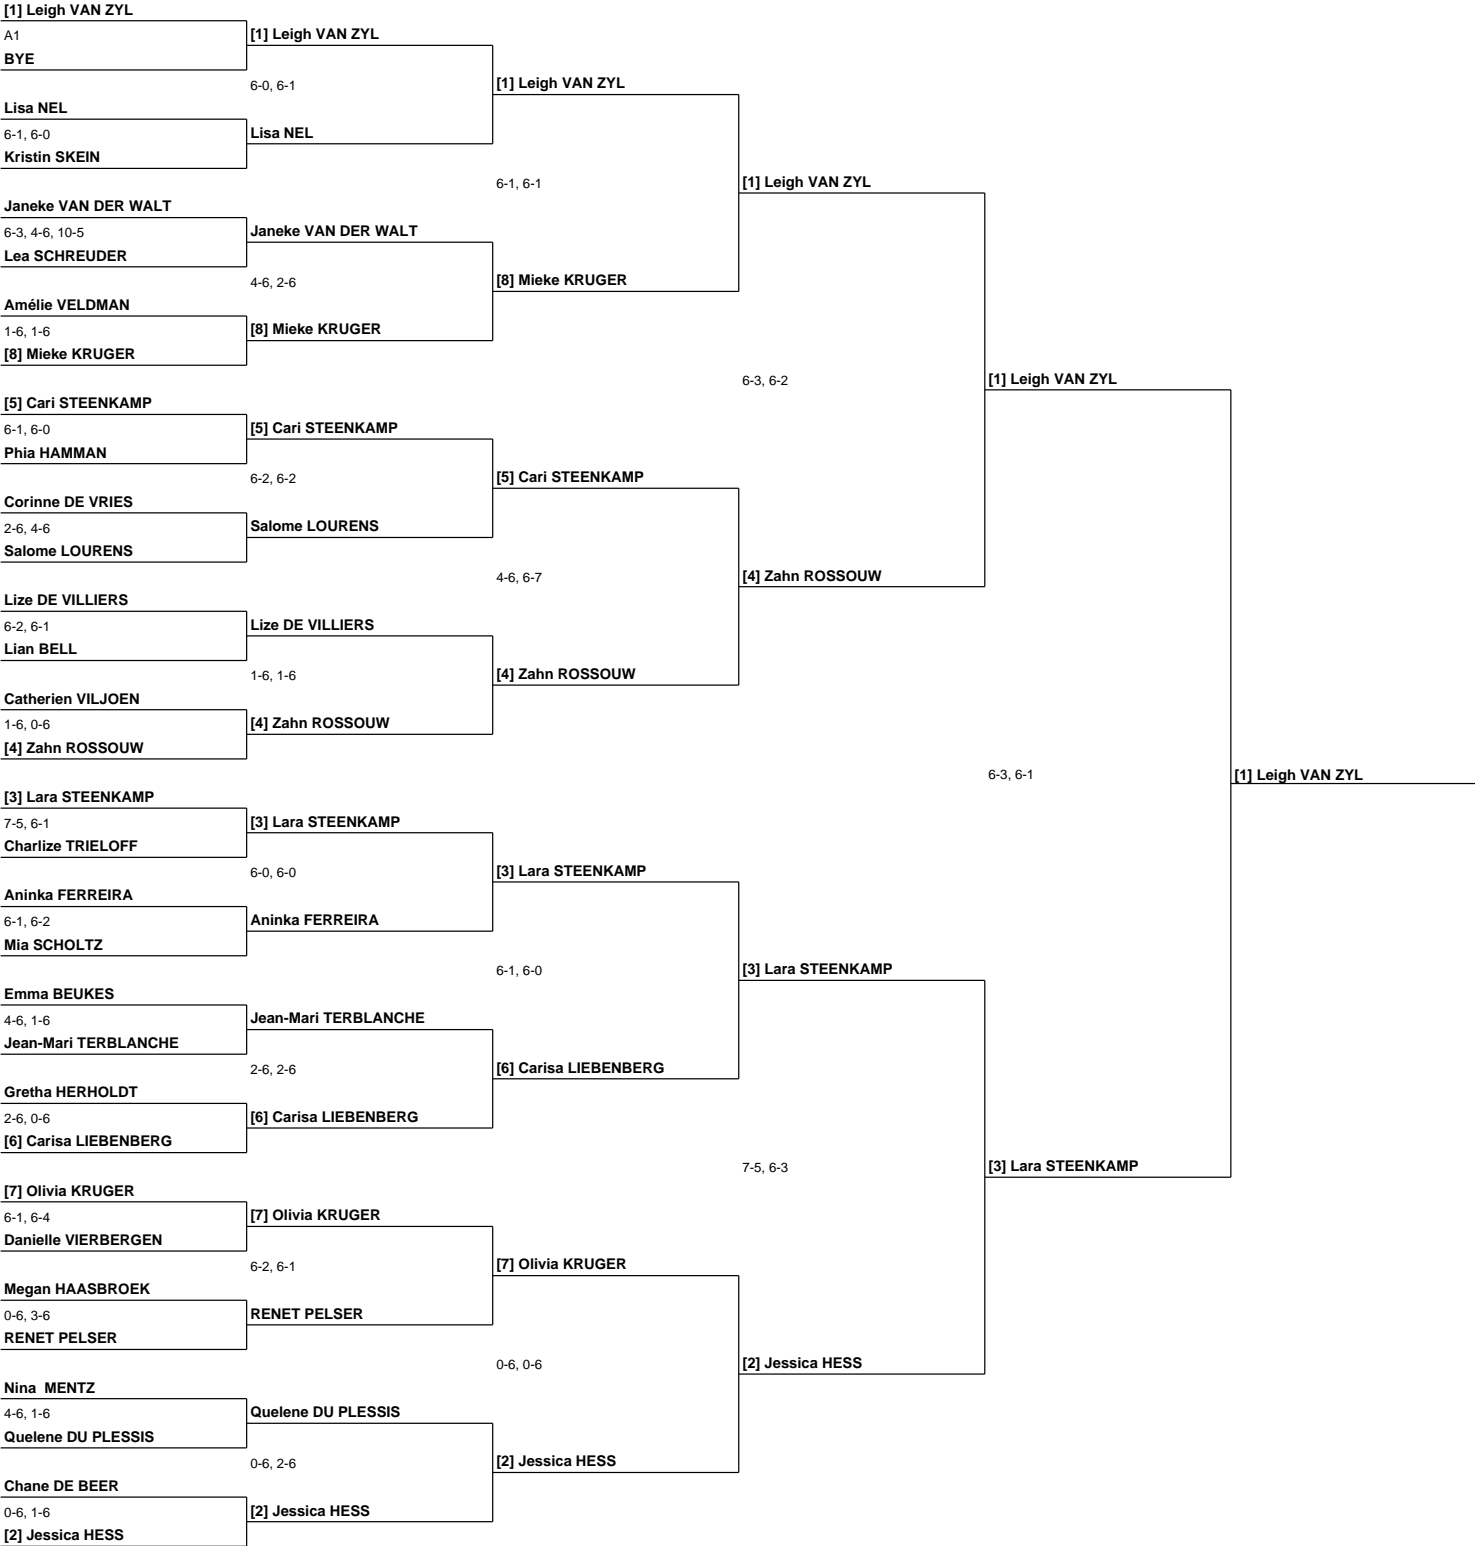 [1] Leigh VAN ZYL
A1
BYE
Lisa NEL
6-1, 6-0
Kristin SKEIN
Janeke VAN DER WALT
6-3, 4-6, 10-5
Lea SCHREUDER
Amélie VELDMAN
1-6, 1-6
[8] Mieke KRUGER
[5] Cari STEENKAMP
6-1, 6-0
Phia HAMMAN
Corinne DE VRIES
2-6, 4-6
Salome LOURENS
Lize DE VILLIERS
6-2, 6-1
Lian BELL
Catherien VILJOEN
1-6, 0-6
[4] Zahn ROSSOUW
[3] Lara STEENKAMP
7-5, 6-1
Charlize TRIELOFF
Aninka FERREIRA
6-1, 6-2
Mia SCHOLTZ
Emma BEUKES
4-6, 1-6
Jean-Mari TERBLANCHE
Gretha HERHOLDT
2-6, 0-6
[6] Carisa LIEBENBERG
[7] Olivia KRUGER
6-1, 6-4
Danielle VIERBERGEN
Megan HAASBROEK
0-6, 3-6
RENET PELSER
Nina  MENTZ
4-6, 1-6
Quelene DU PLESSIS
Chane DE BEER
0-6, 1-6
[2] Jessica HESS
[1] Leigh VAN ZYL
6-0, 6-1
Lisa NEL
Janeke VAN DER WALT
4-6, 2-6
[8] Mieke KRUGER
[5] Cari STEENKAMP
6-2, 6-2
Salome LOURENS
Lize DE VILLIERS
1-6, 1-6
[4] Zahn ROSSOUW
[3] Lara STEENKAMP
6-0, 6-0
Aninka FERREIRA
Jean-Mari TERBLANCHE
2-6, 2-6
[6] Carisa LIEBENBERG
[7] Olivia KRUGER
6-2, 6-1
RENET PELSER
Quelene DU PLESSIS
0-6, 2-6
[2] Jessica HESS
[1] Leigh VAN ZYL
6-1, 6-1
[8] Mieke KRUGER
[5] Cari STEENKAMP
4-6, 6-7
[4] Zahn ROSSOUW
[3] Lara STEENKAMP
6-1, 6-0
[6] Carisa LIEBENBERG
[7] Olivia KRUGER
0-6, 0-6
[2] Jessica HESS
[1] Leigh VAN ZYL
6-3, 6-2
[4] Zahn ROSSOUW
[3] Lara STEENKAMP
7-5, 6-3
[2] Jessica HESS
[1] Leigh VAN ZYL
6-3, 6-1
[3] Lara STEENKAMP
[1] Leigh VAN ZYL